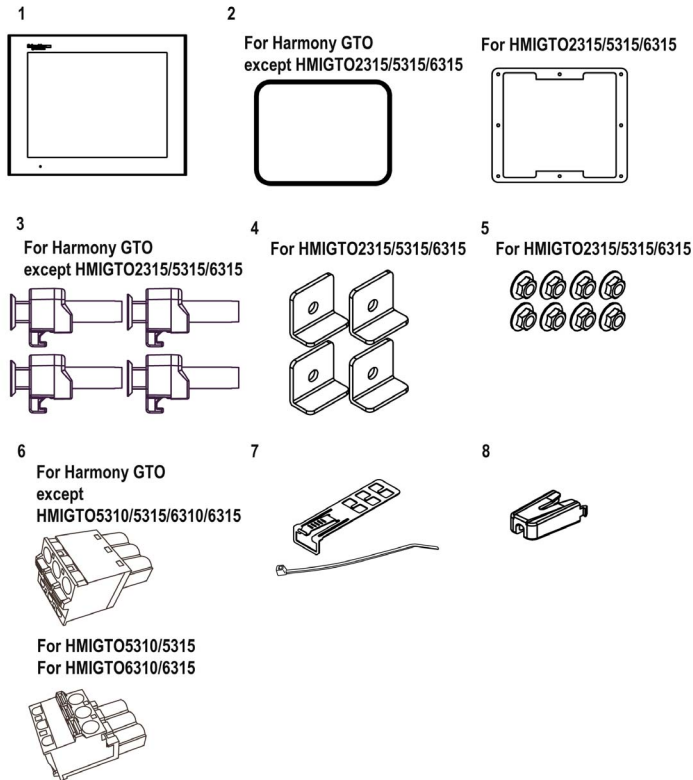 1
2
For Harmony GTO
except HMIGTO2315/5315/6315
For HMIGTO2315/5315/6315
3
For Harmony GTO
except HMIGTO2315/5315/6315
4
For HMIGTO2315/5315/6315
5
For HMIGTO2315/5315/6315
6
For Harmony GTO
except
HMIGTO5310/5315/6310/6315
For HMIGTO5310/5315
For HMIGTO6310/6315
7
8